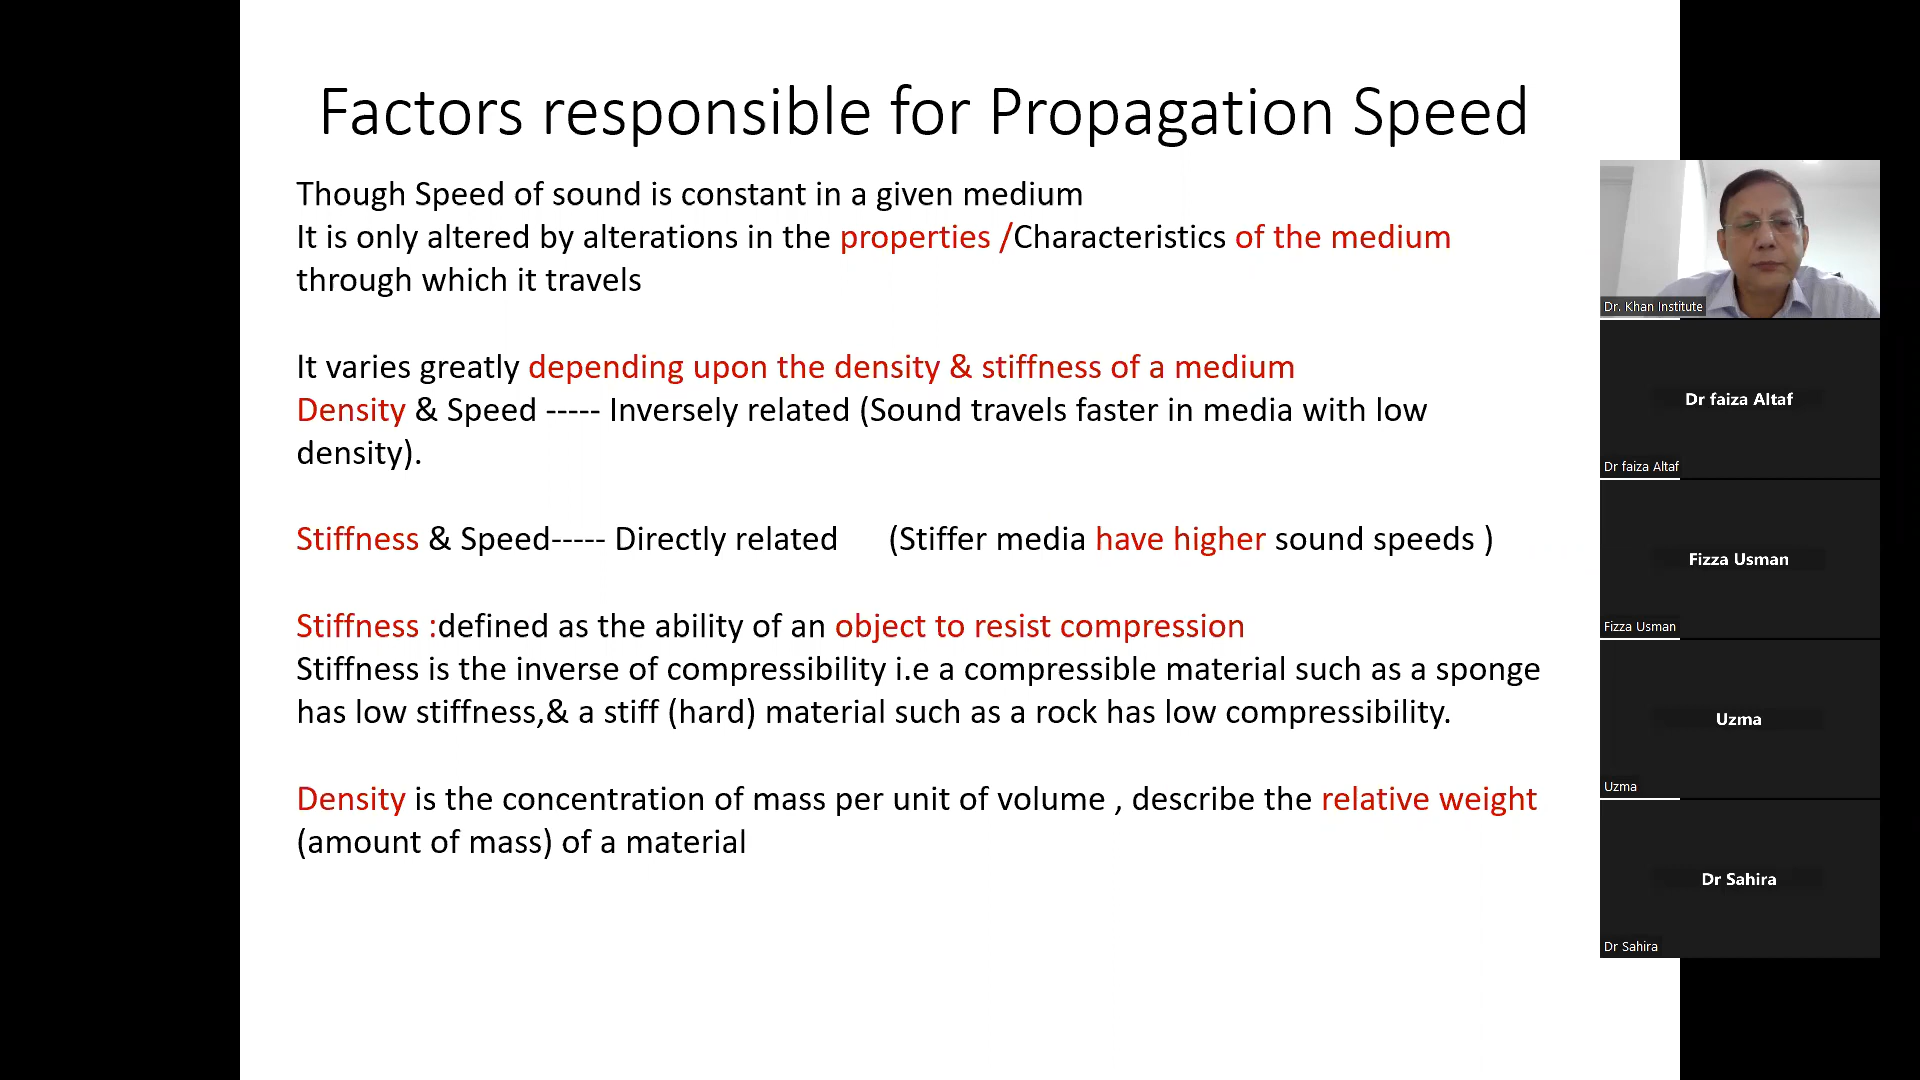 Factors responsible for Propagation Speed
Though Speed of sound is constant in a given medium
It is only altered by alterations in the properties /Characteristics of the medium
through which it travels
It varies greatly depending upon the density & stiffness of a medium
Density & Speed ----- Inversely related (Sound travels faster in media with low
density).
Stiffness & Speed----- Directly related (Stiffer media have higher sound speeds )
Stiffness :defined as the ability of an object to resist compression
Stiffness is the inverse of compressibility i.e a compressible material such as a sponge
has low stiffness,& a stiff (hard) material such as a rock has low compressibility.
Density is the concentration of mass per unit of volume , describe the relative weight
(amount of mass) of a material
Dr. Khan Institute
Dr faiza Altaf
Dr faiza Altaf
Fizza Usman
Fizza Usman
Uzma
Uzma
Dr Sahira
Dr Sahira